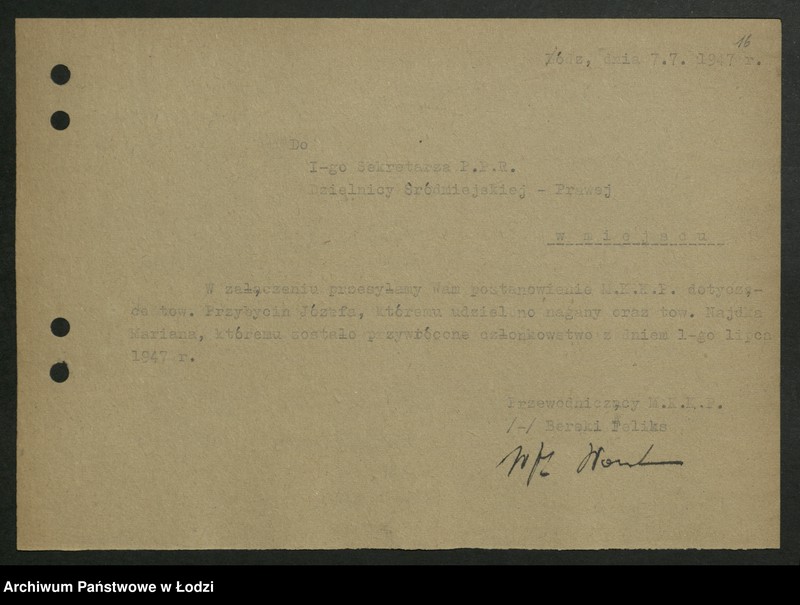 16
Łódz, dnia 7.7. 1947 r.
Do
I-go Sekretarza P.P.R.
Dzielnicy Śródmiejskiej - Prawej
w miejscu
W załączeniu przesyłamy Wam postanowienie M.K.K.P. dotyczą-
ce tow. Przybycin Józefa, któremu udzielono nagany oraz tow. Najdka
Mariana, któremu zostało przywrócone członkowstwo z dniem 1-go lipca
1947 r.
Przewodniczący M.K.K.P.
/-/ Berski Feliks
Archiwum Państwowe w Łodzi